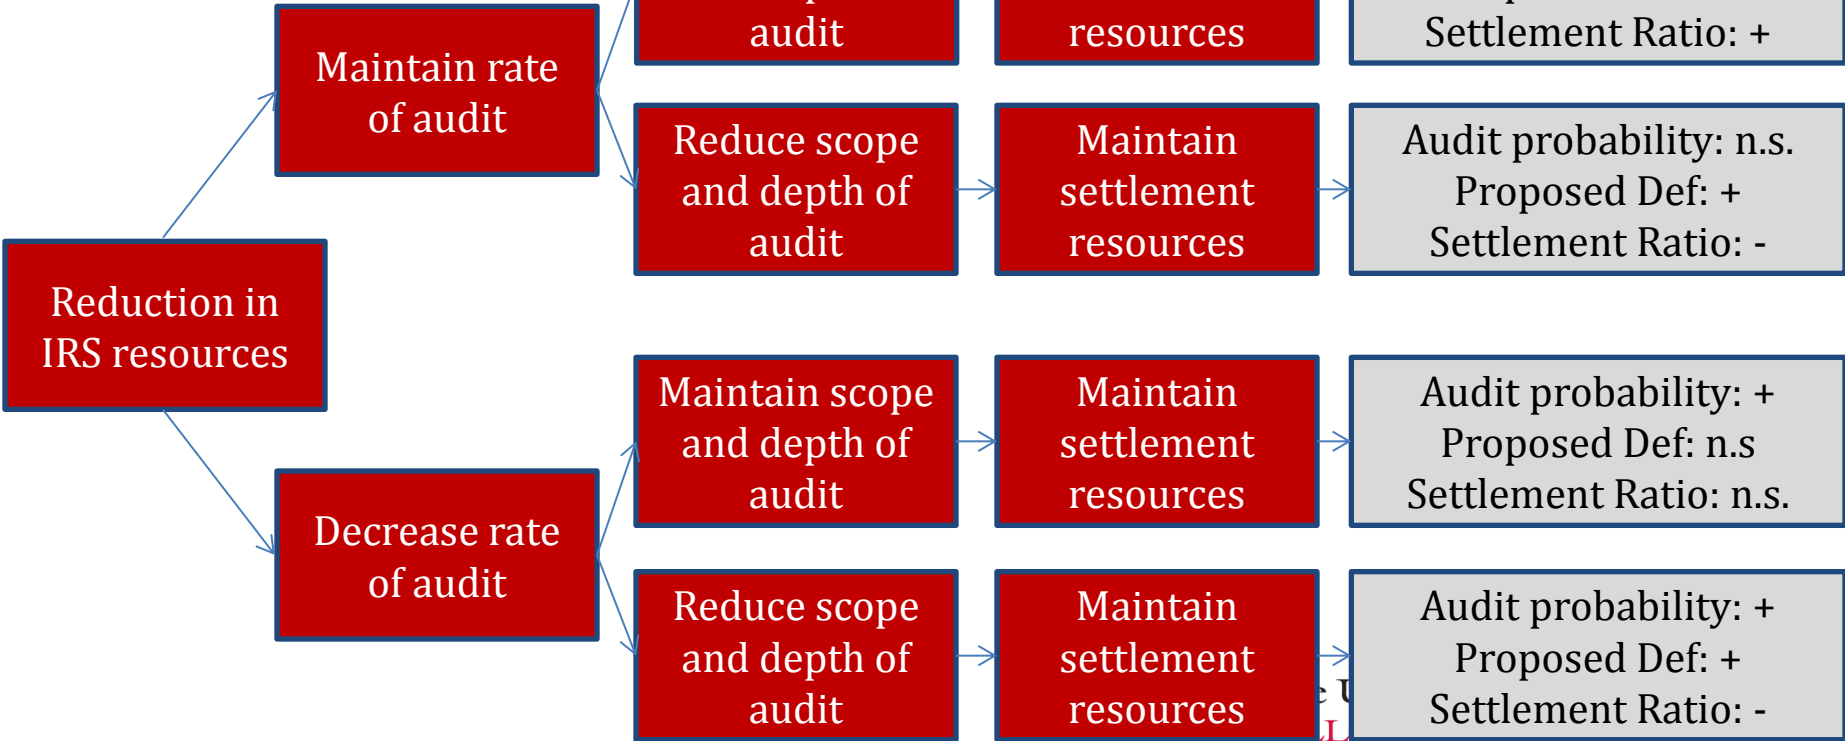 audit
resources
Settlement Ratio: +
Maintain rate
of audit
Reduce scope
and depth of
audit
Maintain
settlement
resources
Audit probability: n.s.
Proposed Def: +
Settlement Ratio: -
Reduction in
IRS resources
Maintain scope
and depth of
audit
Maintain
settlement
resources
Audit probability: +
Proposed Def: n.s
Settlement Ratio: n.s.
Decrease rate
of audit
Reduce scope
and depth of
audit
Maintain
settlement
resources
Audit probability: +
Proposed Def: +
Settlement Ratio: -